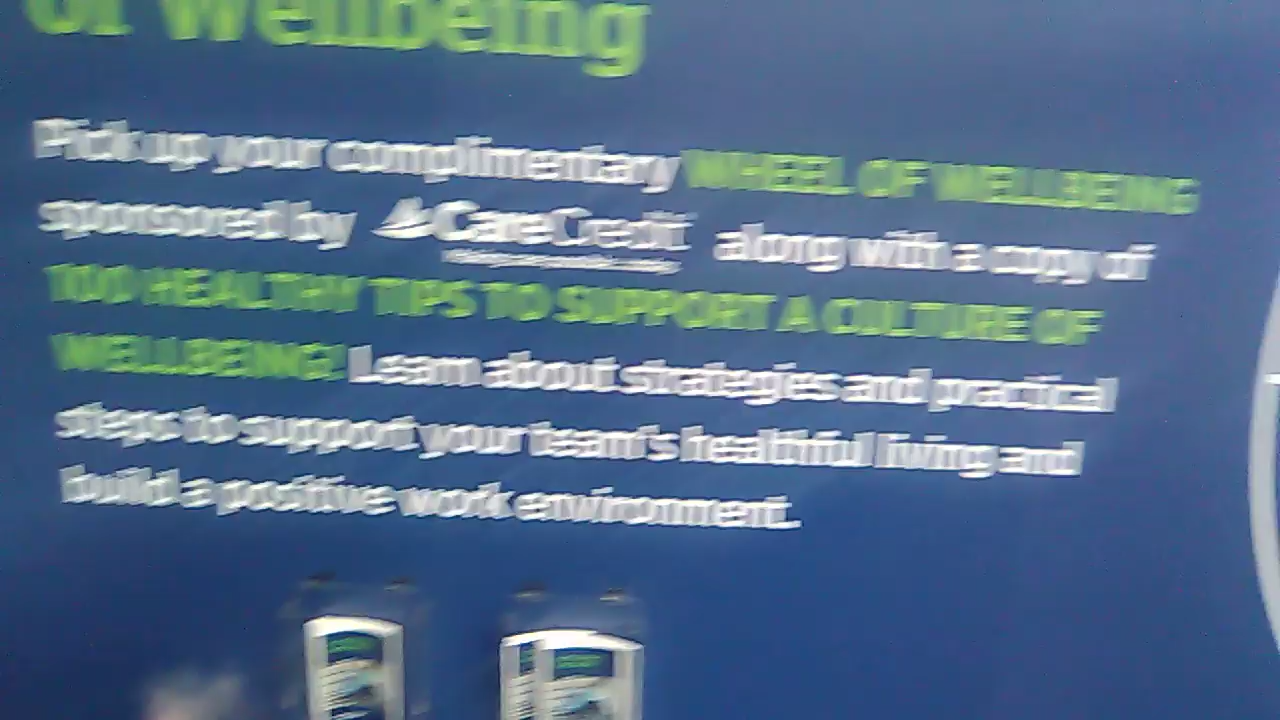 of Wellbeing
Pick up your complimentary WHEEL OF WELLBEING
sponsored by CareCredit along with a copy of
100 HEALTHY TIPS TO SUPPORT A CULTURE OF
WELLBEING! Learn about strategies and practical
steps to support your team's healthful living and
build a positive work environment.